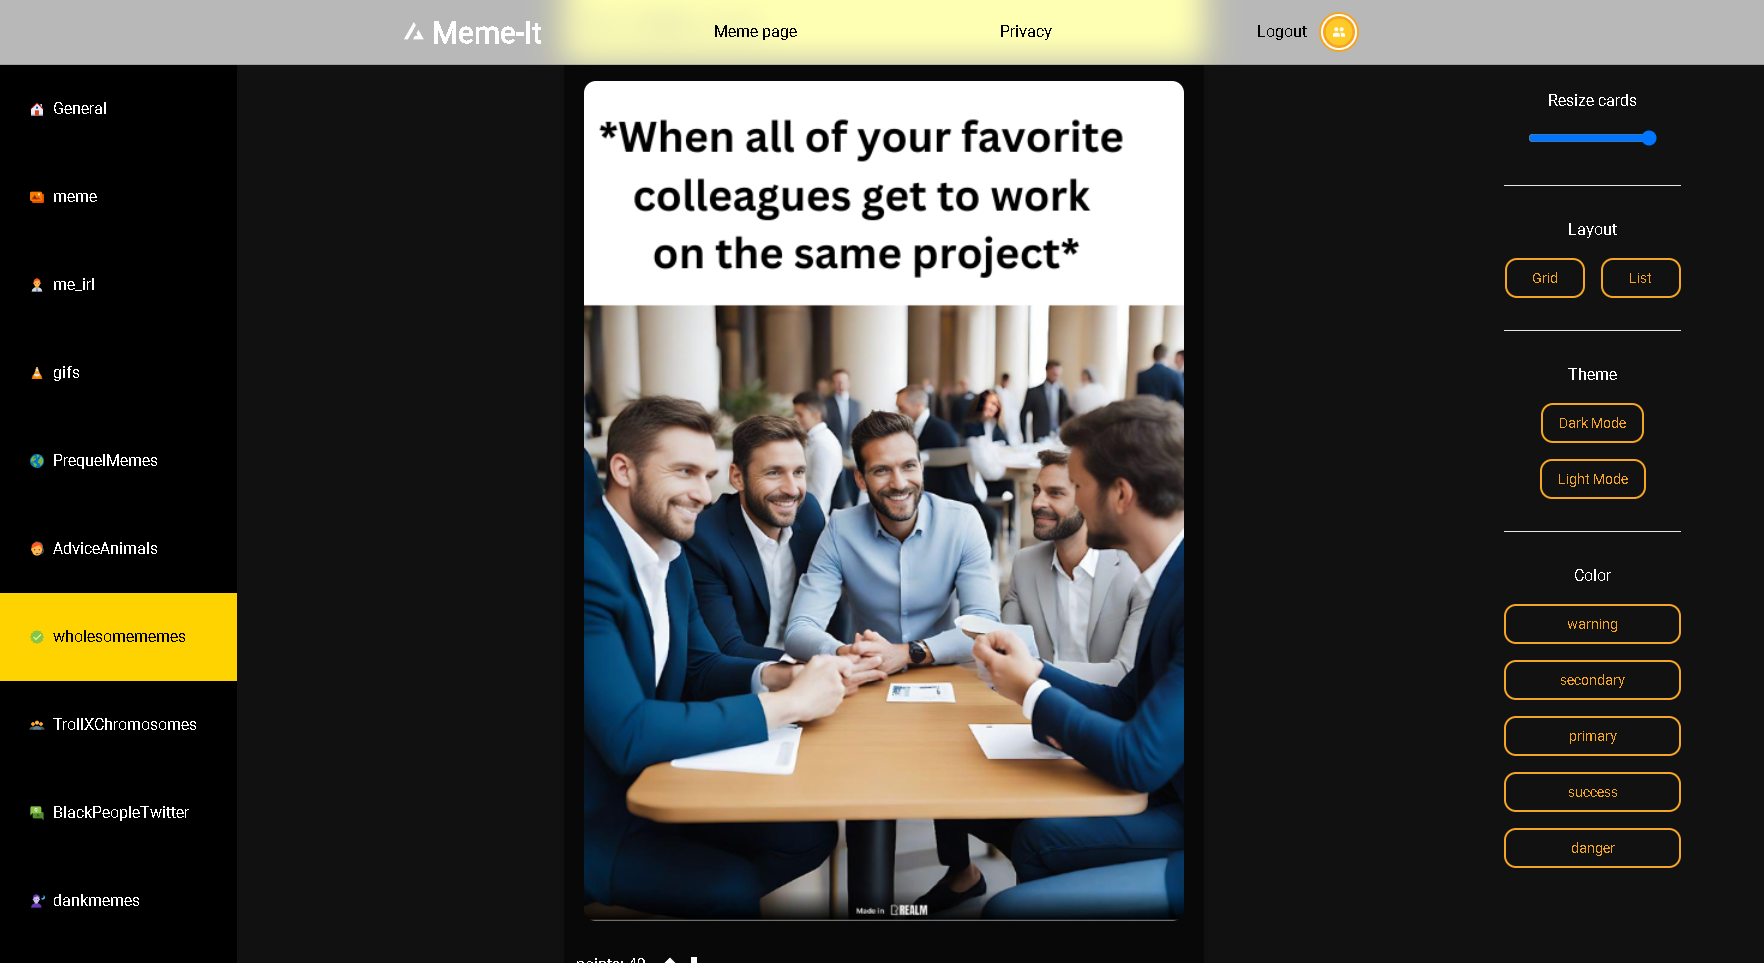 Meme-It
Meme page
Privacy
Logout
General
meme
me_irl
gifs
PrequelMemes
AdviceAnimals
wholesomememes
TrollXChromosomes
BlackPeopleTwitter
dankmemes
*When all of your favorite
colleagues get to work
on the same project*
Made in REALM
Resize cards
Layout
Grid
List
Theme
Dark Mode
Light Mode
Color
warning
secondary
primary
success
danger